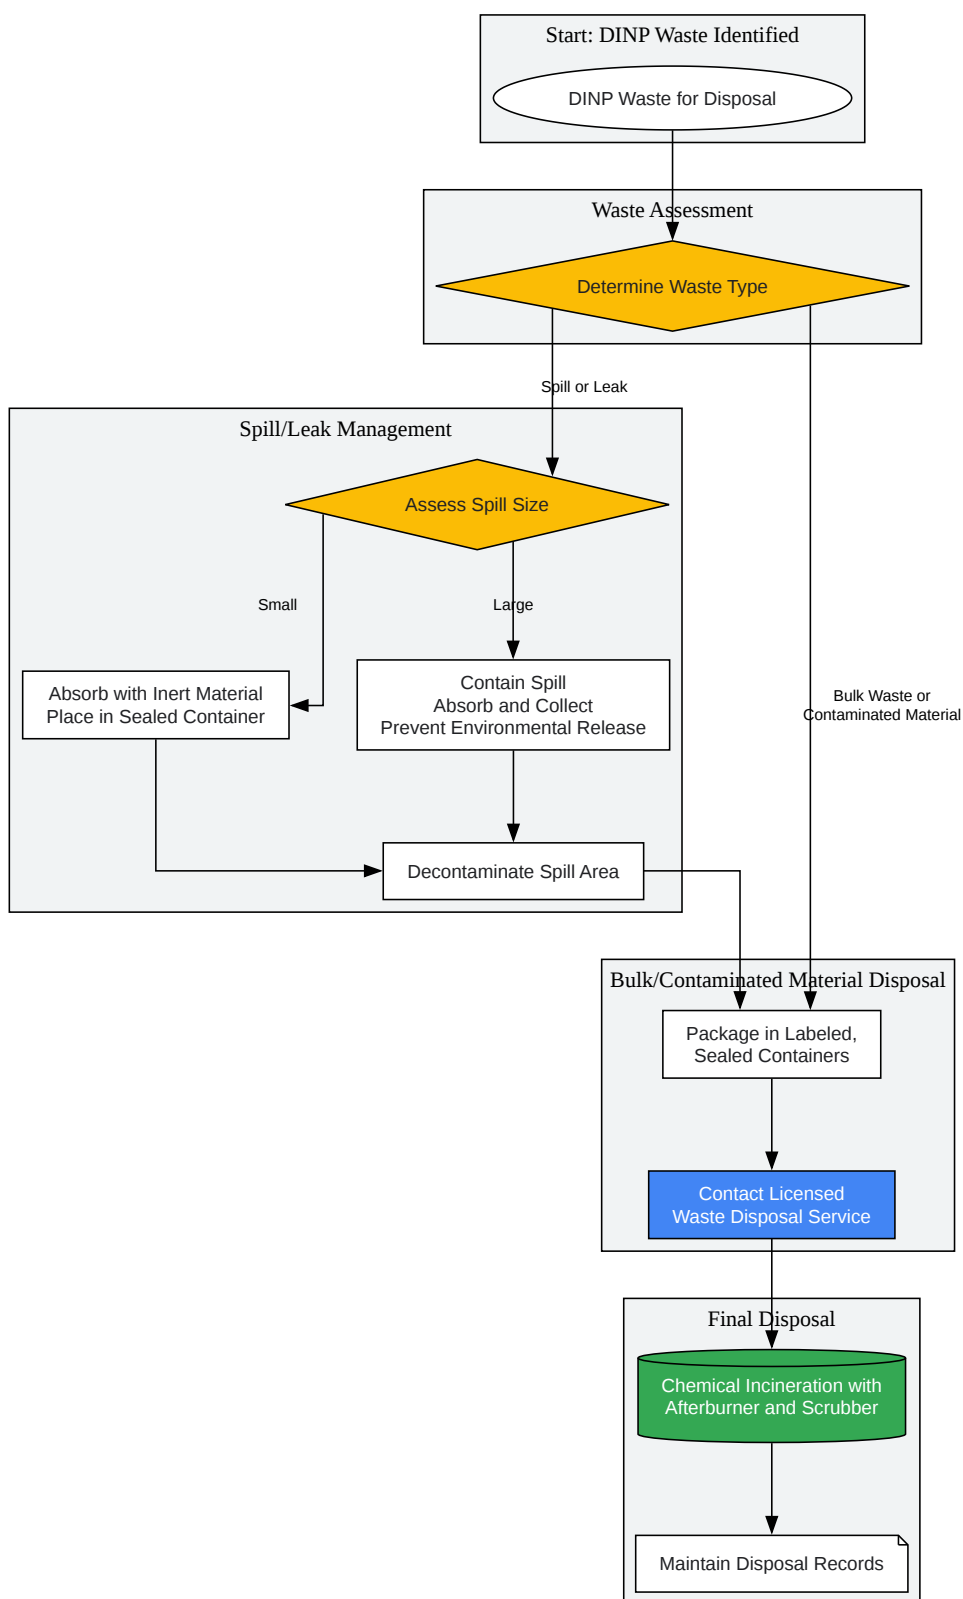 Start: DINP Waste Identified
DINP Waste for Disposal
Waste Assessment
Determine Waste Type
Spill or Leak
Spill/Leak Management
Assess Spill Size
Small
Large
Absorb with Inert Material
Place in Sealed Container
Contain Spill
Absorb and Collect
Prevent Environmental Release
Bulk Waste or
Contaminated Material
Decontaminate Spill Area
Bulk/Contaminated Material Disposal
Package in Labeled,
Sealed Containers
Contact Licensed
Waste Disposal Service
Final Disposal
Chemical Incineration with
Afterburner and Scrubber
Maintain Disposal Records